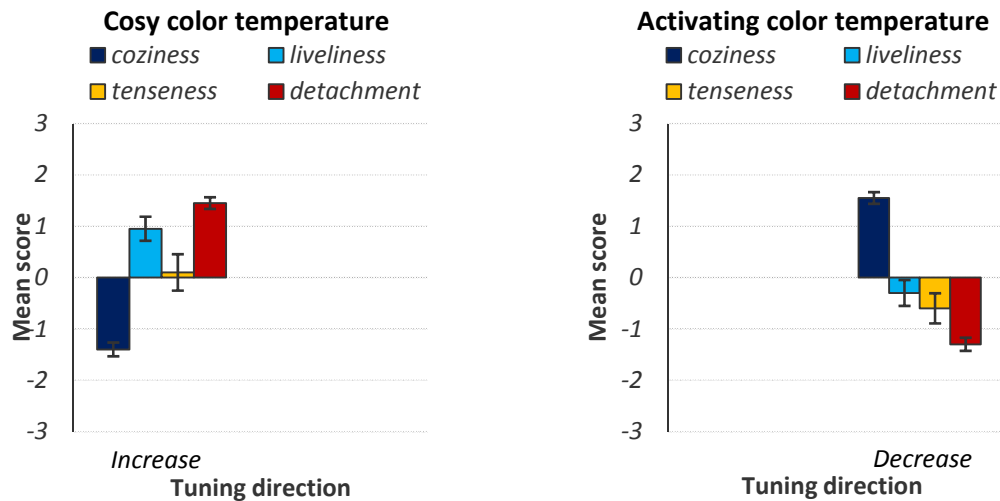 Cosy color temperature
coziness liveliness
tenseness detachment
3
2
1
0
-1
-2
-3
Mean score
Increase
Tuning direction
Activating color temperature
coziness liveliness
tenseness detachment
3
2
1
0
-1
-2
-3
Mean score
Decrease
Tuning direction